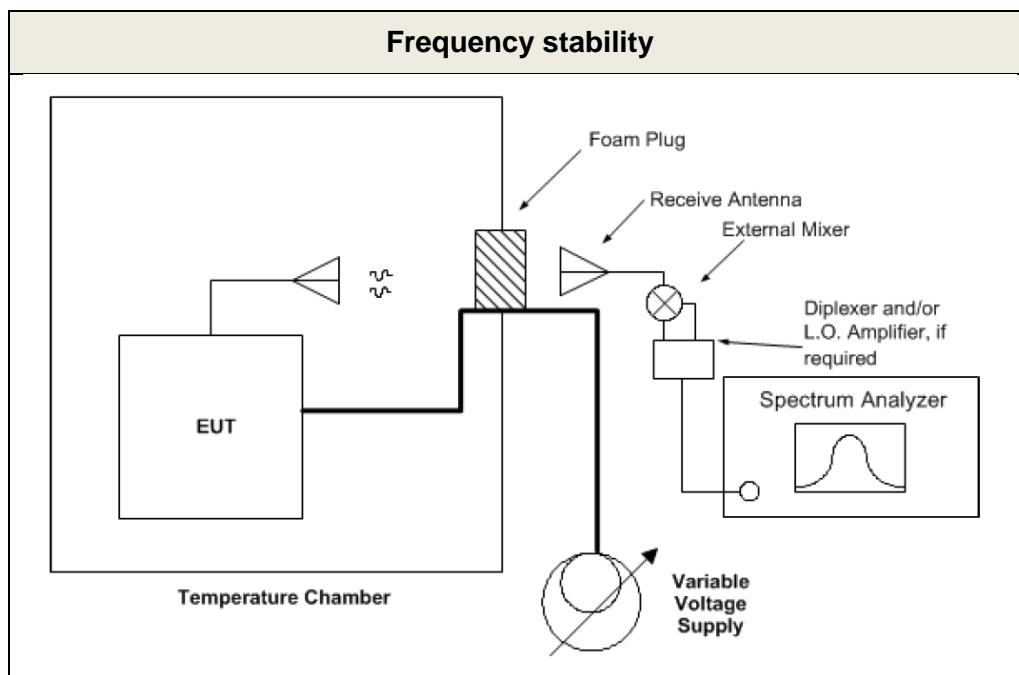 Frequency stability
Foam Plug
Receive Antenna
External Mixer
Diplexer and/or
L.O. Amplifier, if
required
Spectrum Analyzer
EUT
Temperature Chamber
Variable
Voltage
Supply